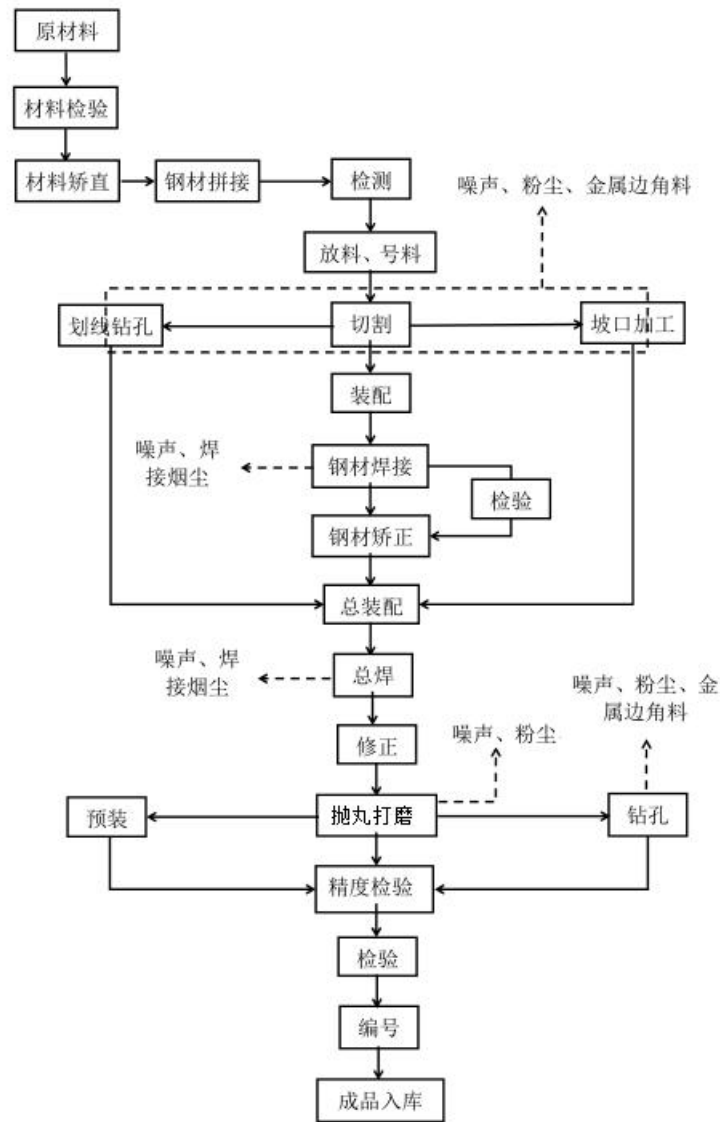 原材料
材料检验
材料矫直
钢材拼接
检测
噪声、粉尘、金属边角料
放料、号料
划线钻孔
切割
坡口加工
装配
噪声、焊
接烟尘
钢材焊接
检验
钢材矫正
总装配
噪声、焊
接烟尘
总焊
噪声、粉尘、金
属边角料
修正
噪声、粉尘
预装
抛丸打磨
钻孔
精度检验
检验
编号
成品入库